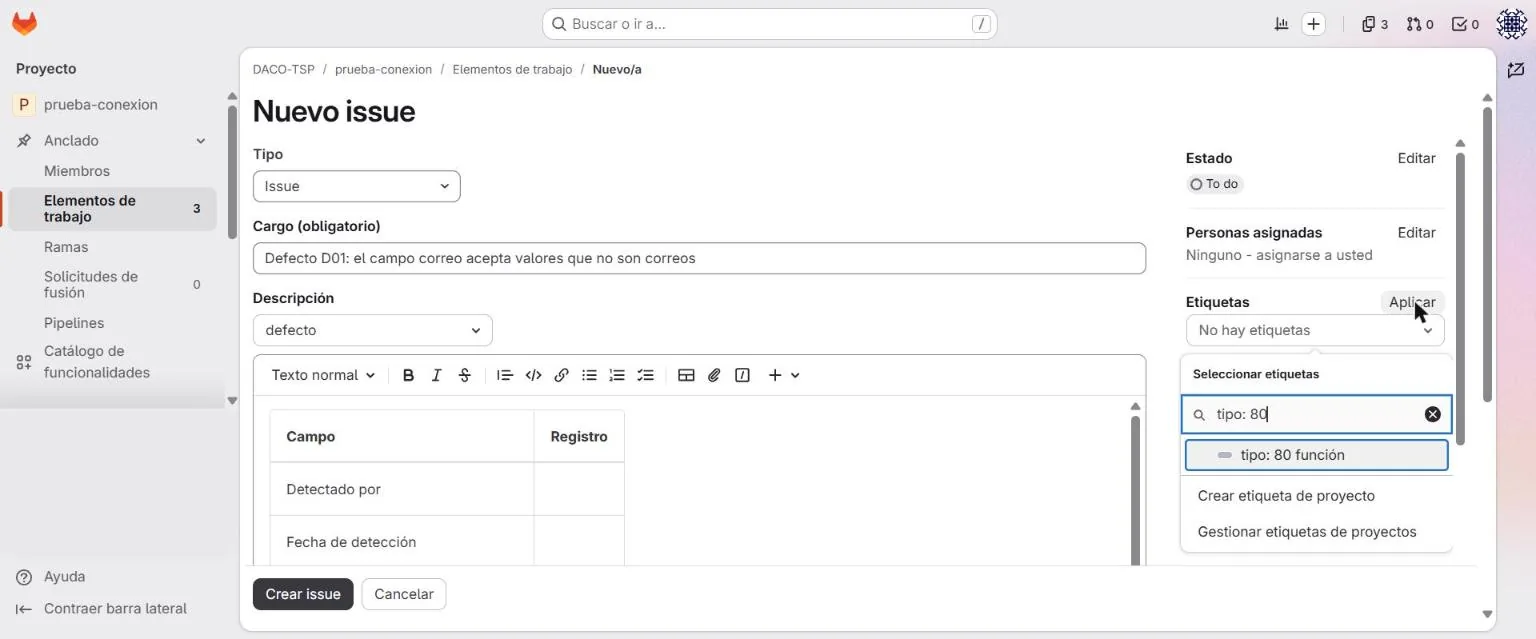 Buscar o ir a...
/
3
0
0
Proyecto
P prueba-conexion
Anclado
Miembros
Elementos de
trabajo
3
Ramas
Solicitudes de
fusión
0
Pipelines
Catálogo de
funcionalidades
Ayuda
Contraer barra lateral
DACO-TSP / prueba-conexion / Elementos de trabajo / Nuevo/a
Nuevo issue
Tipo
Issue
Cargo (obligatorio)
Defecto D01: el campo correo acepta valores que no son correos
Descripción
defecto
Texto normal
Campo Registro
Detectado por
Fecha de detección
Crear issue
Cancelar
Estado
Editar
To do
Personas asignadas
Editar
Ninguno - asignarse a usted
Etiquetas
Aplicar
No hay etiquetas
Seleccionar etiquetas
tipo: 80
tipo: 80 función
Crear etiqueta de proyecto
Gestionar etiquetas de proyectos